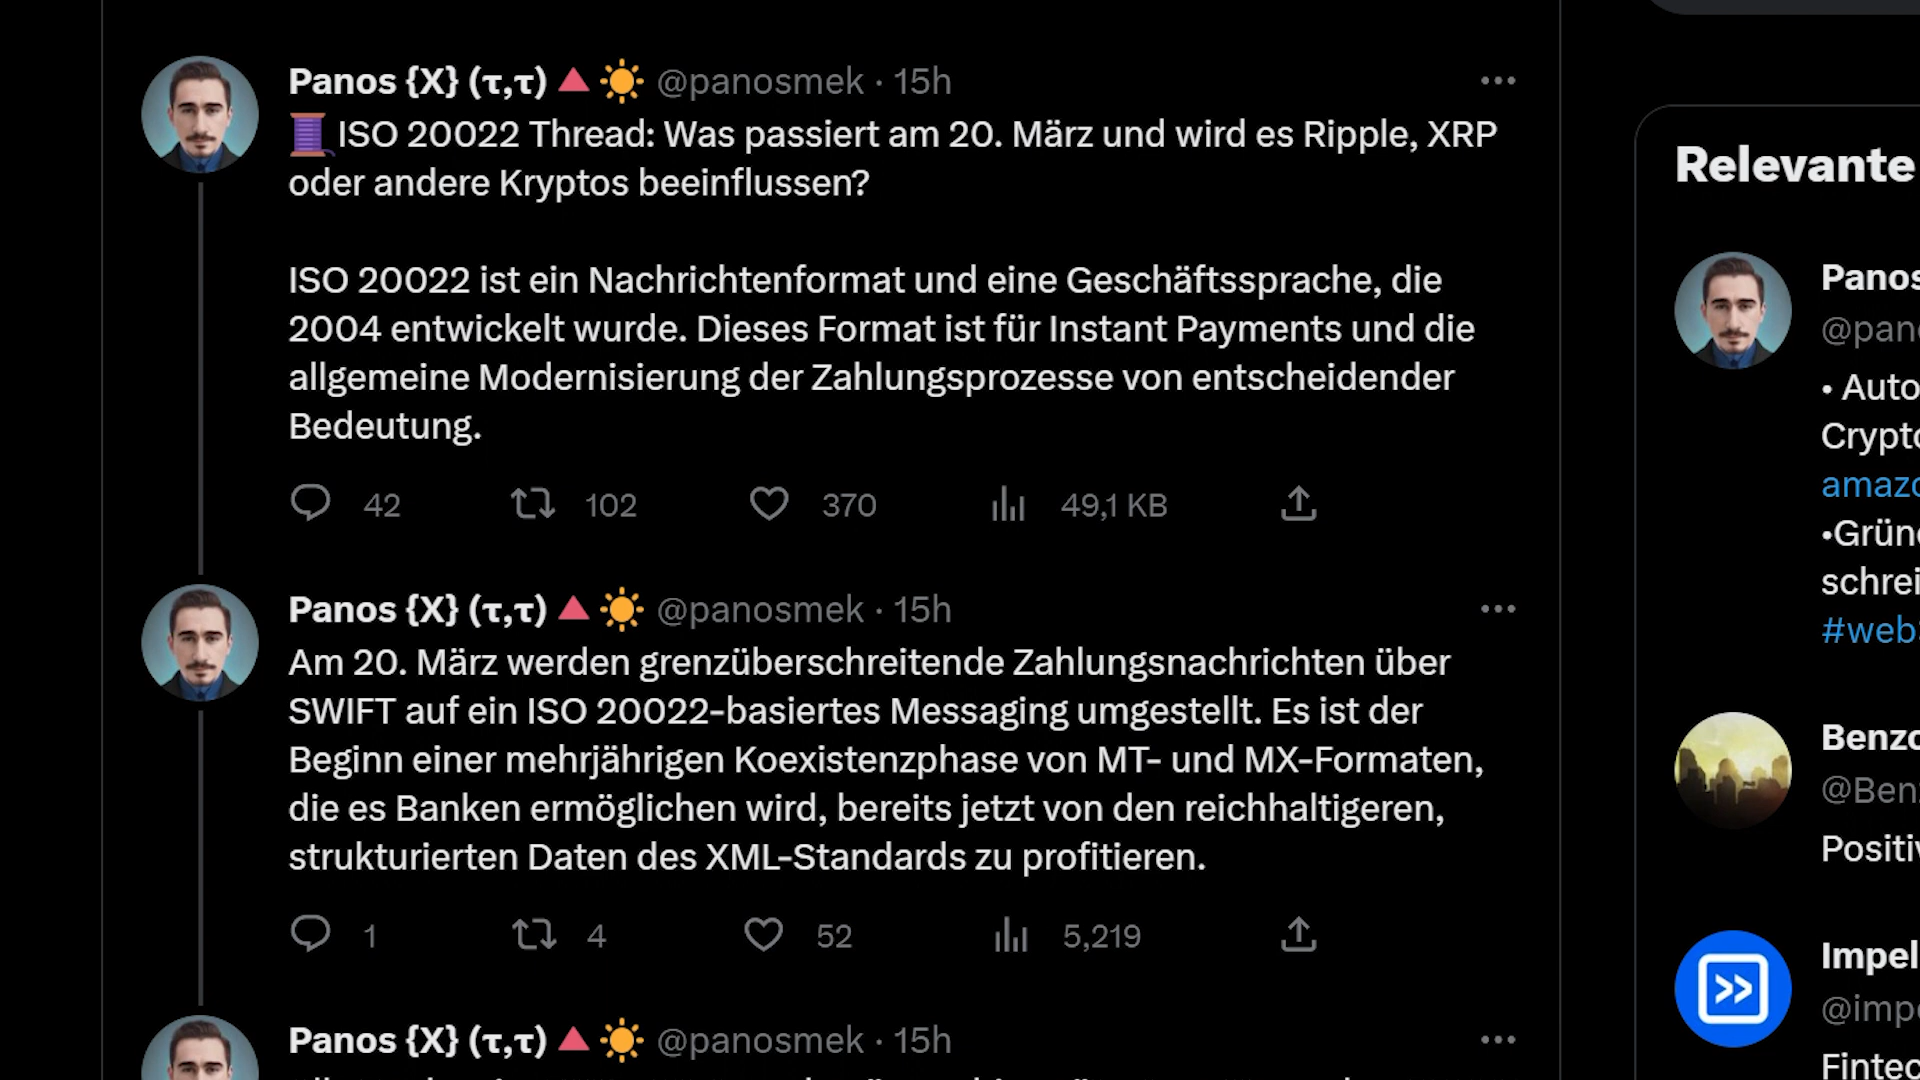 Panos {X} (τ,τ) @panosmek · 15h
ISO 20022 Thread: Was passiert am 20. März und wird es Ripple, XRP
oder andere Kryptos beeinflussen?
ISO 20022 ist ein Nachrichtenformat und eine Geschäftssprache, die
2004 entwickelt wurde. Dieses Format ist für Instant Payments und die
allgemeine Modernisierung der Zahlungsprozesse von entscheidender
Bedeutung.
42 102 370 49,1 KB
Panos {X} (τ,τ) @panosmek · 15h
Am 20. März werden grenzüberschreitende Zahlungsnachrichten über
SWIFT auf ein ISO 20022-basiertes Messaging umgestellt. Es ist der
Beginn einer mehrjährigen Koexistenzphase von MT- und MX-Formaten,
die es Banken ermöglichen wird, bereits jetzt von den reichhaltigeren,
strukturierten Daten des XML-Standards zu profitieren.
1 4 52 5,219
Panos {X} (τ,τ) @panosmek · 15h
Relevante
Panos
@pano
• Auto
Crypto
amazo
•Gründ
schrei
#web
Benzo
@Benz
Positiv
Impel
@impe
Fintec